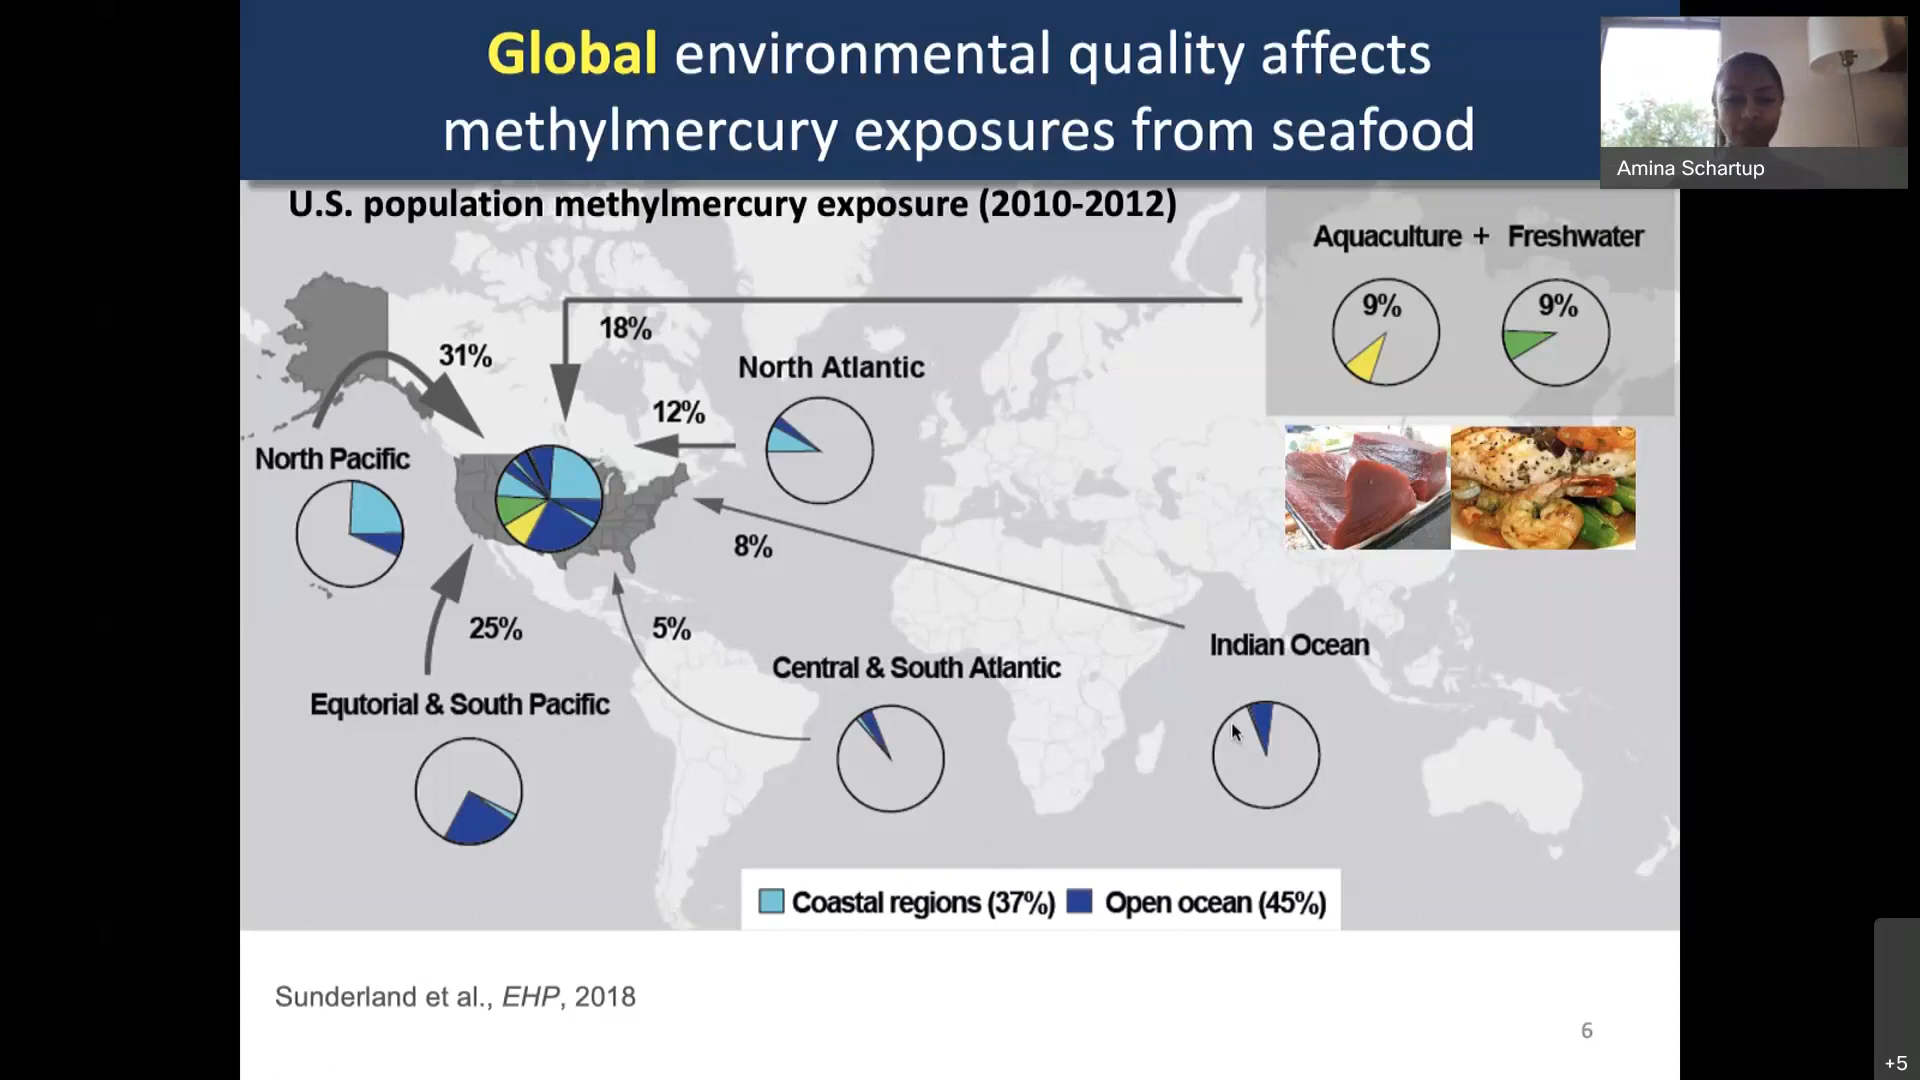 Global environmental quality affects
methylmercury exposures from seafood
Amina Schartup
U.S. population methylmercury exposure (2010-2012)
Aquaculture + Freshwater
9%
9%
18%
31%
North Atlantic
12%
North Pacific
8%
25%
5%
Indian Ocean
Central & South Atlantic
Equtorial & South Pacific
Coastal regions (37%)
Open ocean (45%)
Sunderland et al., EHP, 2018
6
+5